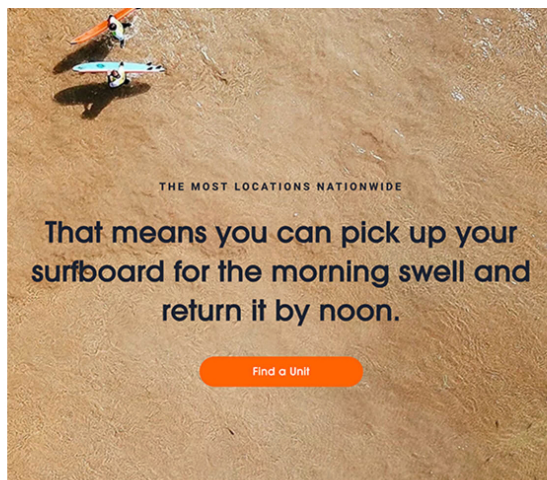 THE MOST LOCATIONS NATIONWIDE
That means you can pick up your
surfboard for the morning swell and
return it by noon.
Find a Unit